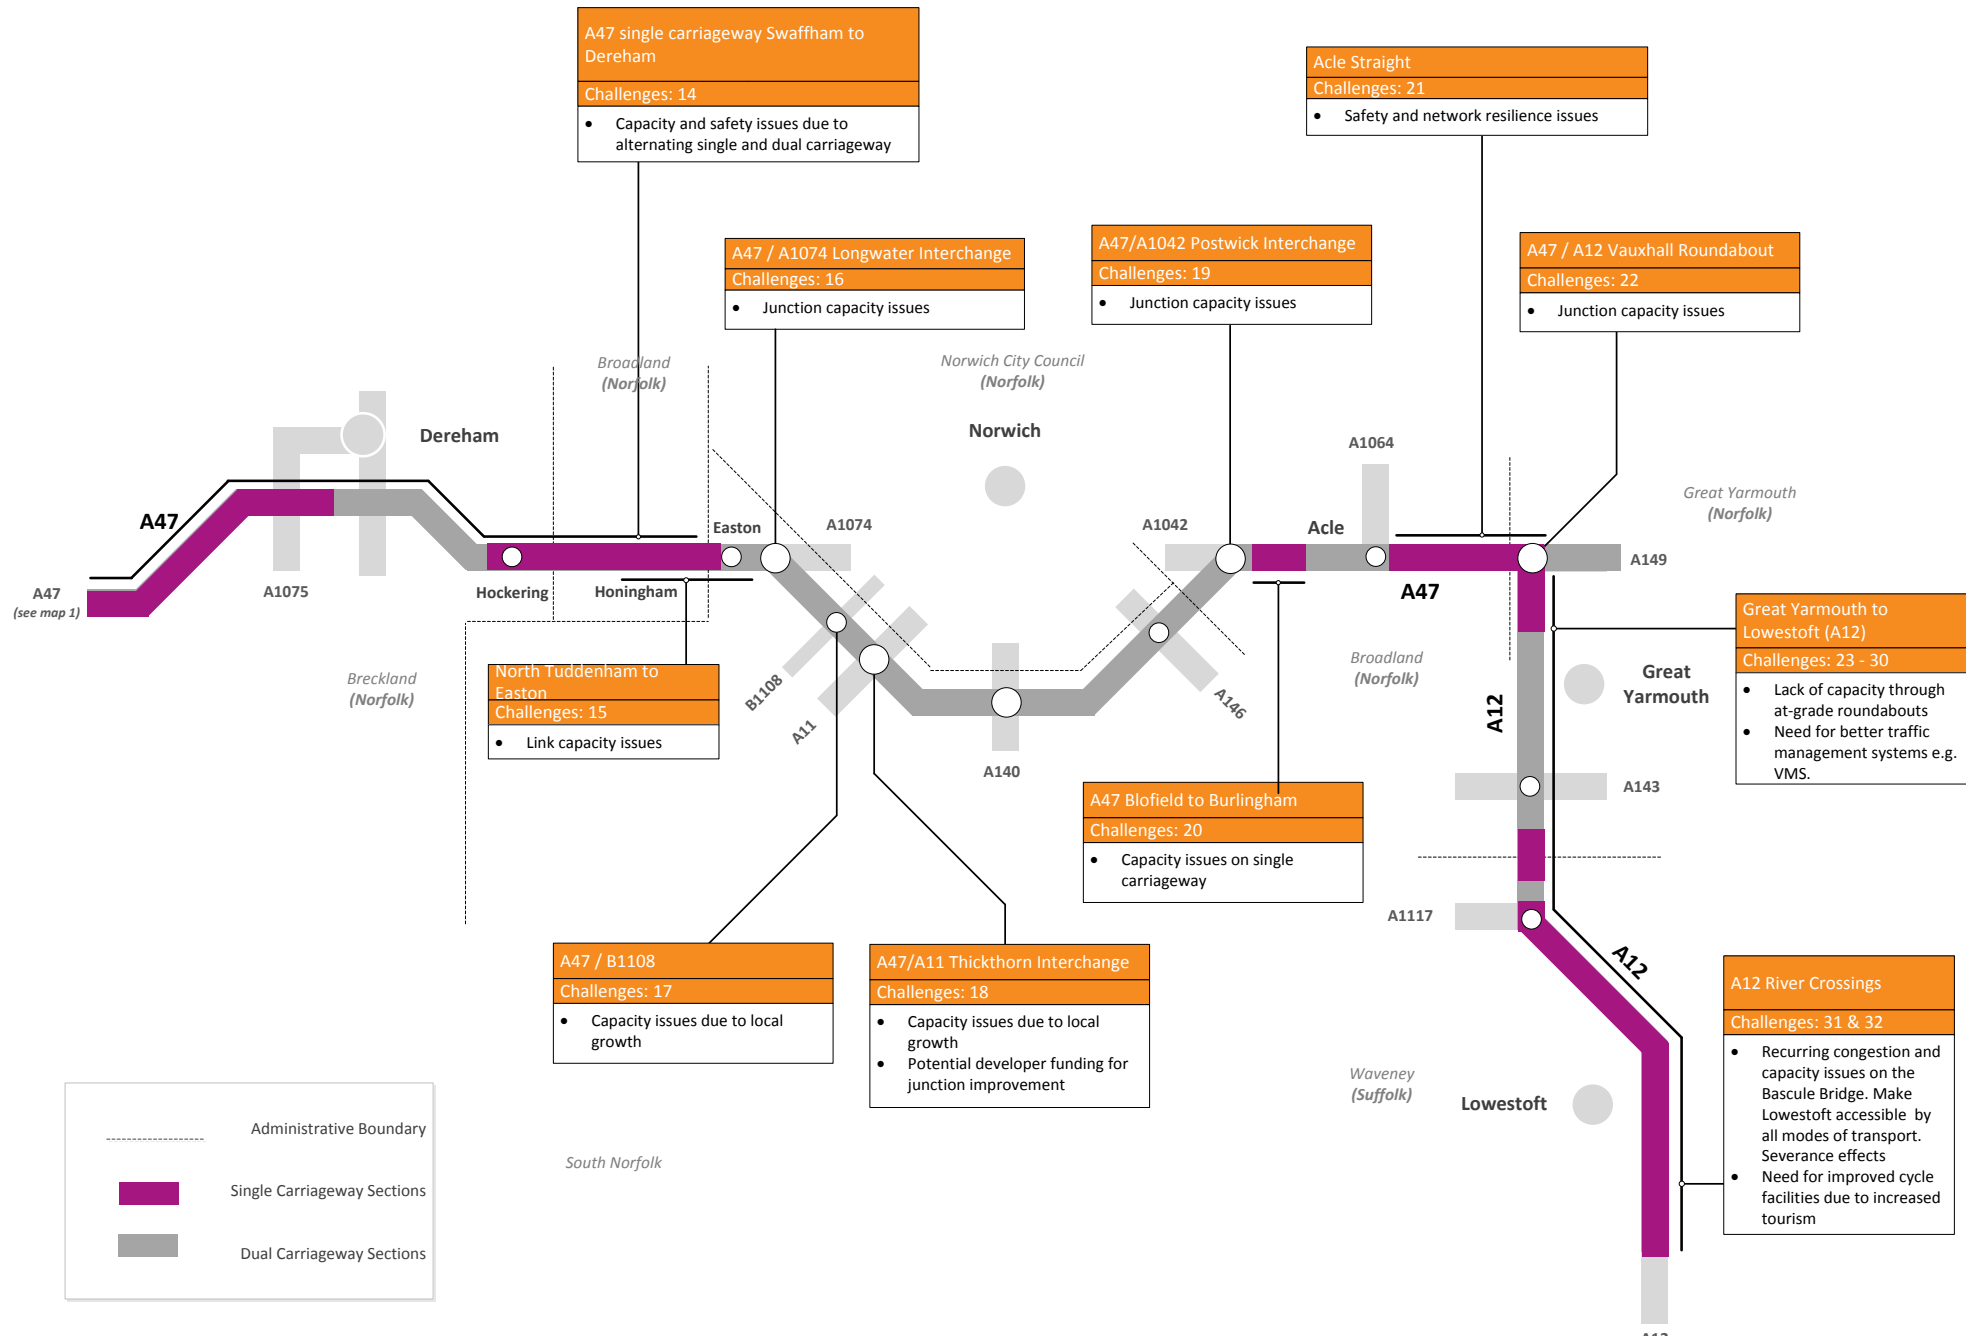 A47 single carriageway Swaffham to
Dereham
Challenges: 14
• Capacity and safety issues due to
alternating single and dual carriageway
Acle Straight
Challenges: 21
• Safety and network resilience issues
A47 / A1074 Longwater Interchange
Challenges: 16
• Junction capacity issues
A47/A1042 Postwick Interchange
Challenges: 19
• Junction capacity issues
A47 / A12 Vauxhall Roundabout
Challenges: 22
• Junction capacity issues
Broadland
(Norfolk)
Norwich City Council
(Norfolk)
Dereham
Norwich
A1064
Great Yarmouth
(Norfolk)
A47
Easton
A1074
A1042
Acle
A149
A47
(see map 1)
A1075
Hockering
Honingham
A47
Great Yarmouth to
Lowestoft (A12)
Challenges: 23 - 30
• Lack of capacity through
at-grade roundabouts
• Need for better traffic
management systems e.g.
VMS.
Breckland
(Norfolk)
North Tuddenham to
Easton
Challenges: 15
• Link capacity issues
B1108
A11
A140
A146
Broadland
(Norfolk)
A12
Great
Yarmouth
A143
A47 Blofield to Burlingham
Challenges: 20
• Capacity issues on single
carriageway
A1117
A12
A47 / B1108
Challenges: 17
• Capacity issues due to local
growth
A47/A11 Thickthorn Interchange
Challenges: 18
• Capacity issues due to local
growth
• Potential developer funding for
junction improvement
A12 River Crossings
Challenges: 31 & 32
• Recurring congestion and
capacity issues on the
Bascule Bridge. Make
Lowestoft accessible by
all modes of transport.
Severance effects
• Need for improved cycle
facilities due to increased
tourism
Waveney
(Suffolk)
Lowestoft
South Norfolk
Administrative Boundary
Single Carriageway Sections
Dual Carriageway Sections